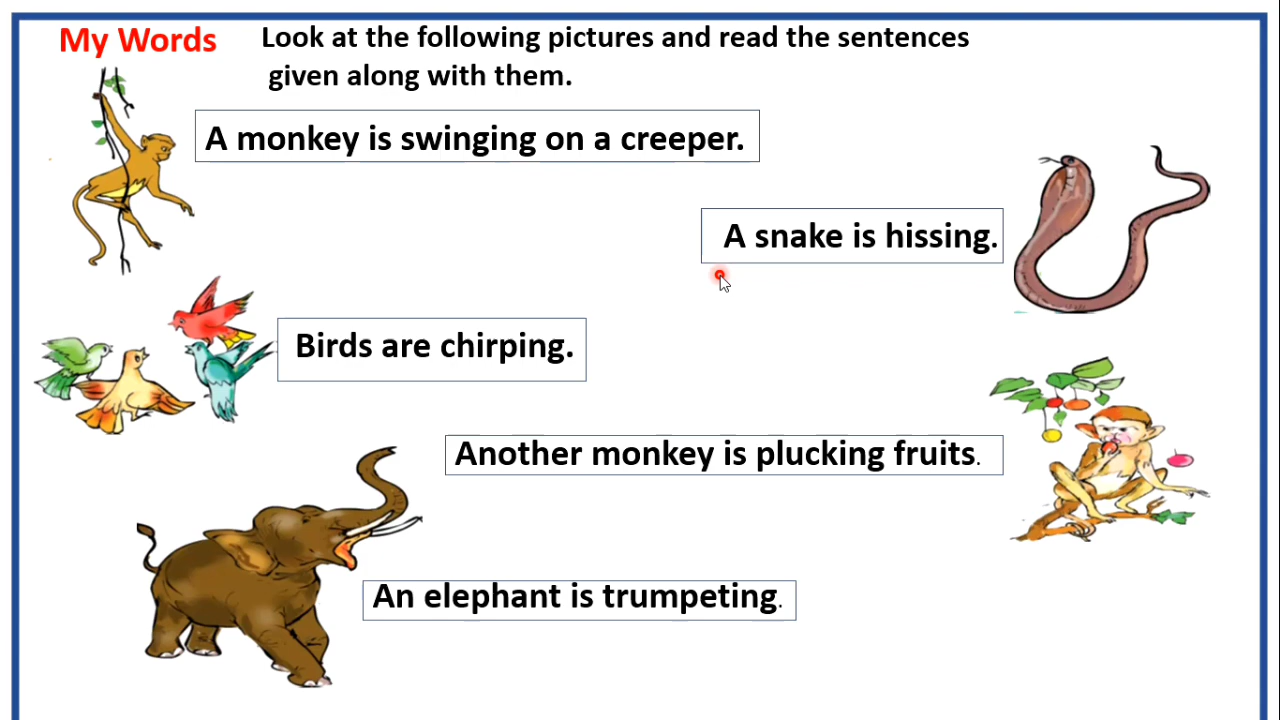 My Words
Look at the following pictures and read the sentences
given along with them.
A monkey is swinging on a creeper.
A snake is hissing.
Birds are chirping.
Another monkey is plucking fruits.
An elephant is trumpeting.